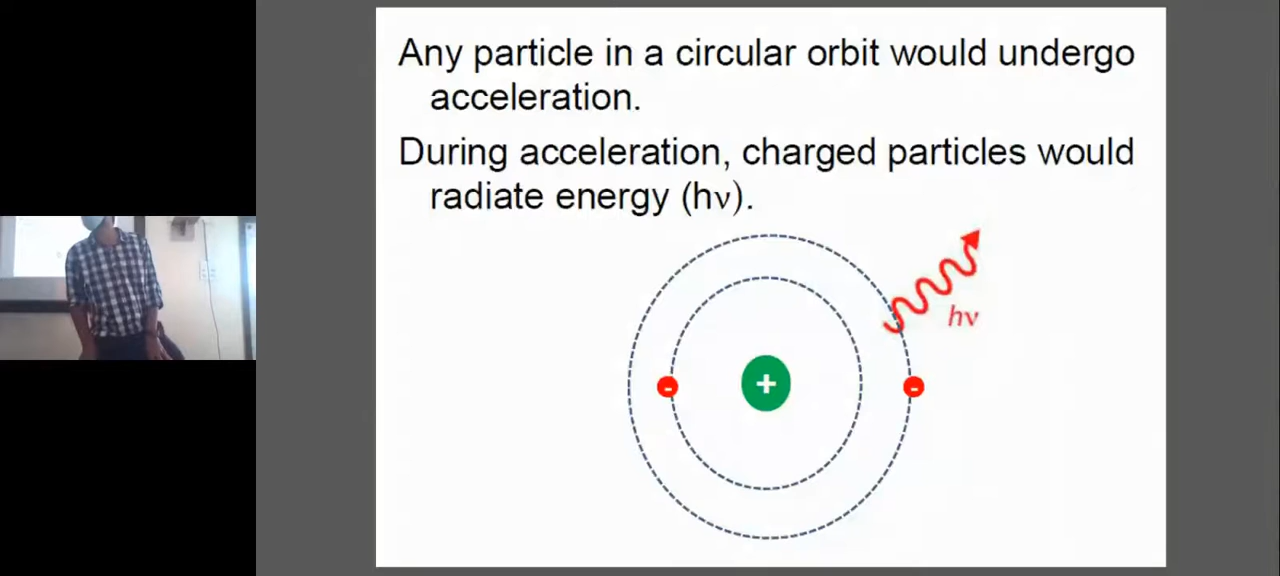 Any particle in a circular orbit would undergo
acceleration.
During acceleration, charged particles would
radiate energy (hν).
hν
+
-
-